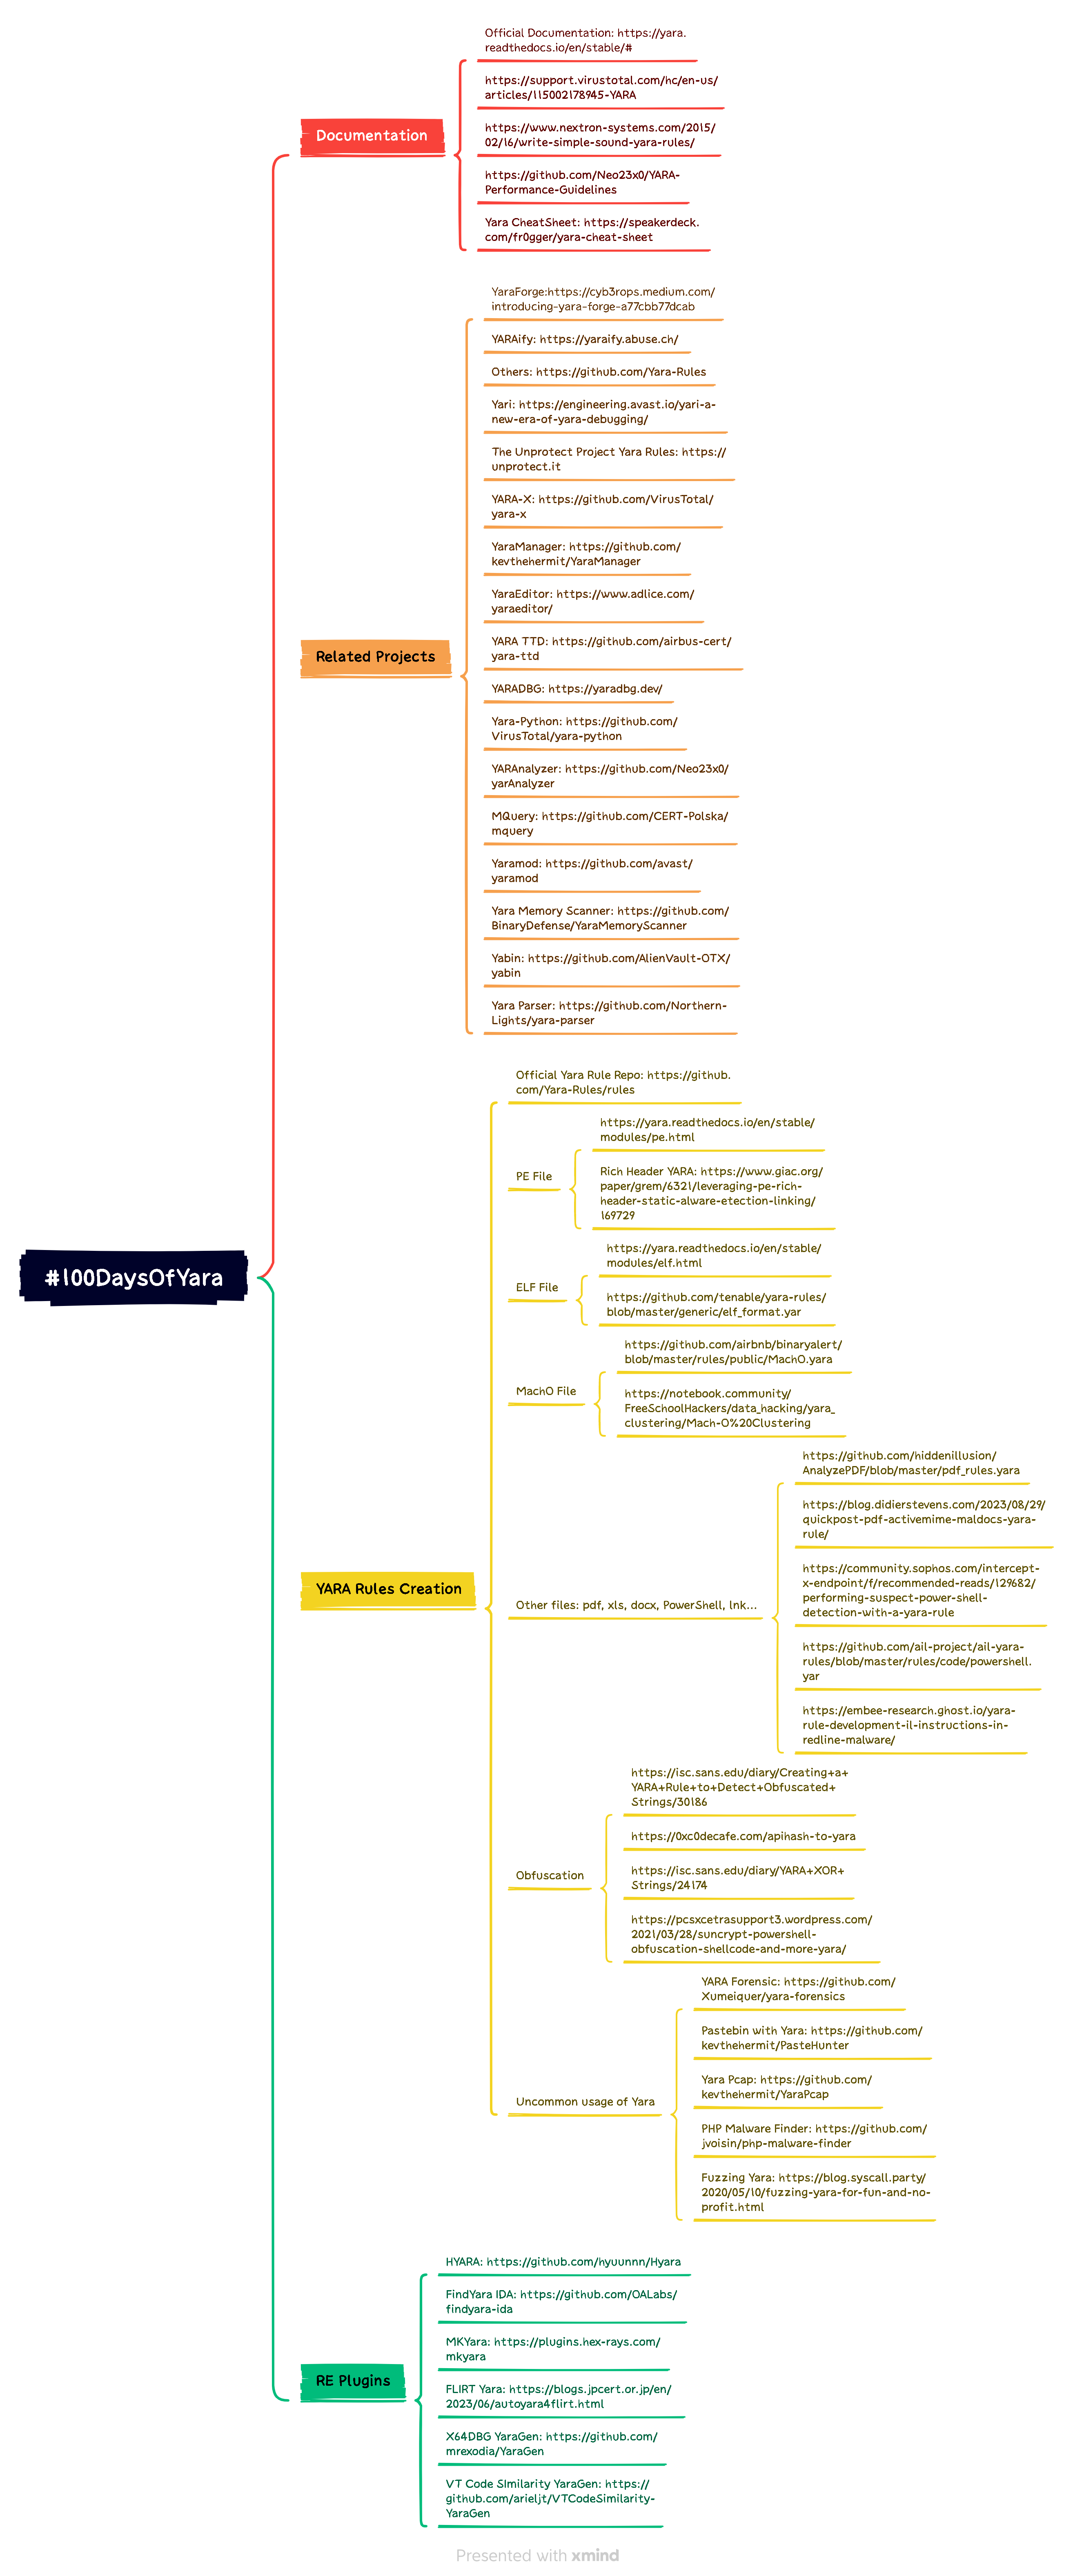 Official Documentation: https://yara.
readthedocs.io/en/stable/#
https://support.virustotal.com/hc/en-us/
articles/115002178945-YARA
Documentation
https://www.nextron-systems.com/2015/
02/16/write-simple-sound-yara-rules/
https://github.com/Neo23x0/YARA-
Performance-Guidelines
Yara CheatSheet: https://speakerdeck.
com/fr0gger/yara-cheat-sheet
YaraForge:https://cyb3rops.medium.com/
introducing-yara-forge-a77cbb77dcab
YARAify: https://yaraify.abuse.ch/
Others: https://github.com/Yara-Rules
Yari: https://engineering.avast.io/yari-a-
new-era-of-yara-debugging/
The Unprotect Project Yara Rules: https://
unprotect.it
YARA-X: https://github.com/VirusTotal/
yara-x
YaraManager: https://github.com/
kevthehermit/YaraManager
YaraEditor: https://www.adlice.com/
yaraeditor/
YARA TTD: https://github.com/airbus-cert/
yara-ttd
Related Projects
YARADBG: https://yaradbg.dev/
Yara-Python: https://github.com/
VirusTotal/yara-python
YARAnalyzer: https://github.com/Neo23x0/
yarAnalyzer
MQuery: https://github.com/CERT-Polska/
mquery
Yaramod: https://github.com/avast/
yaramod
Yara Memory Scanner: https://github.com/
BinaryDefense/YaraMemoryScanner
Yabin: https://github.com/AlienVault-OTX/
yabin
Yara Parser: https://github.com/Northern-
Lights/yara-parser
Official Yara Rule Repo: https://github.
com/Yara-Rules/rules
PE File
https://yara.readthedocs.io/en/stable/
modules/pe.html
Rich Header YARA: https://www.giac.org/
paper/grem/6321/leveraging-pe-rich-
header-static-alware-etection-linking/
169729
#100DaysOfYara
ELF File
https://yara.readthedocs.io/en/stable/
modules/elf.html
https://github.com/tenable/yara-rules/
blob/master/generic/elf_format.yar
MachO File
https://github.com/airbnb/binaryalert/
blob/master/rules/public/MachO.yara
https://notebook.community/
FreeSchoolHackers/data_hacking/yara_
clustering/Mach-O%20Clustering
YARA Rules Creation
Other files: pdf, xls, docx, PowerShell, lnk...
https://github.com/hiddenillusion/
AnalyzePDF/blob/master/pdf_rules.yara
https://blog.didierstevens.com/2023/08/29/
quickpost-pdf-activemime-maldocs-yara-
rule/
https://community.sophos.com/intercept-
x-endpoint/f/recommended-reads/129682/
performing-suspect-power-shell-
detection-with-a-yara-rule
https://github.com/ail-project/ail-yara-
rules/blob/master/rules/code/powershell.
yar
https://embee-research.ghost.io/yara-
rule-development-il-instructions-in-
redline-malware/
Obfuscation
https://isc.sans.edu/diary/Creating+a+
YARA+Rule+to+Detect+Obfuscated+
Strings/30186
https://0xc0decafe.com/apihash-to-yara
https://isc.sans.edu/diary/YARA+XOR+
Strings/24174
https://pcsxcetrasupport3.wordpress.com/
2021/03/28/suncrypt-powershell-
obfuscation-shellcode-and-more-yara/
Uncommon usage of Yara
YARA Forensic: https://github.com/
Xumeiquer/yara-forensics
Pastebin with Yara: https://github.com/
kevthehermit/PasteHunter
Yara Pcap: https://github.com/
kevthehermit/YaraPcap
PHP Malware Finder: https://github.com/
jvoisin/php-malware-finder
Fuzzing Yara: https://blog.syscall.party/
2020/05/10/fuzzing-yara-for-fun-and-no-
profit.html
RE Plugins
HYARA: https://github.com/hyuunnn/Hyara
FindYara IDA: https://github.com/OALabs/
findyara-ida
MKYara: https://plugins.hex-rays.com/
mkyara
FLIRT Yara: https://blogs.jpcert.or.jp/en/
2023/06/autoyara4flirt.html
X64DBG YaraGen: https://github.com/
mrexodia/YaraGen
VT Code SImilarity YaraGen: https://
github.com/arieljt/VTCodeSimilarity-
YaraGen
Presented with xmind